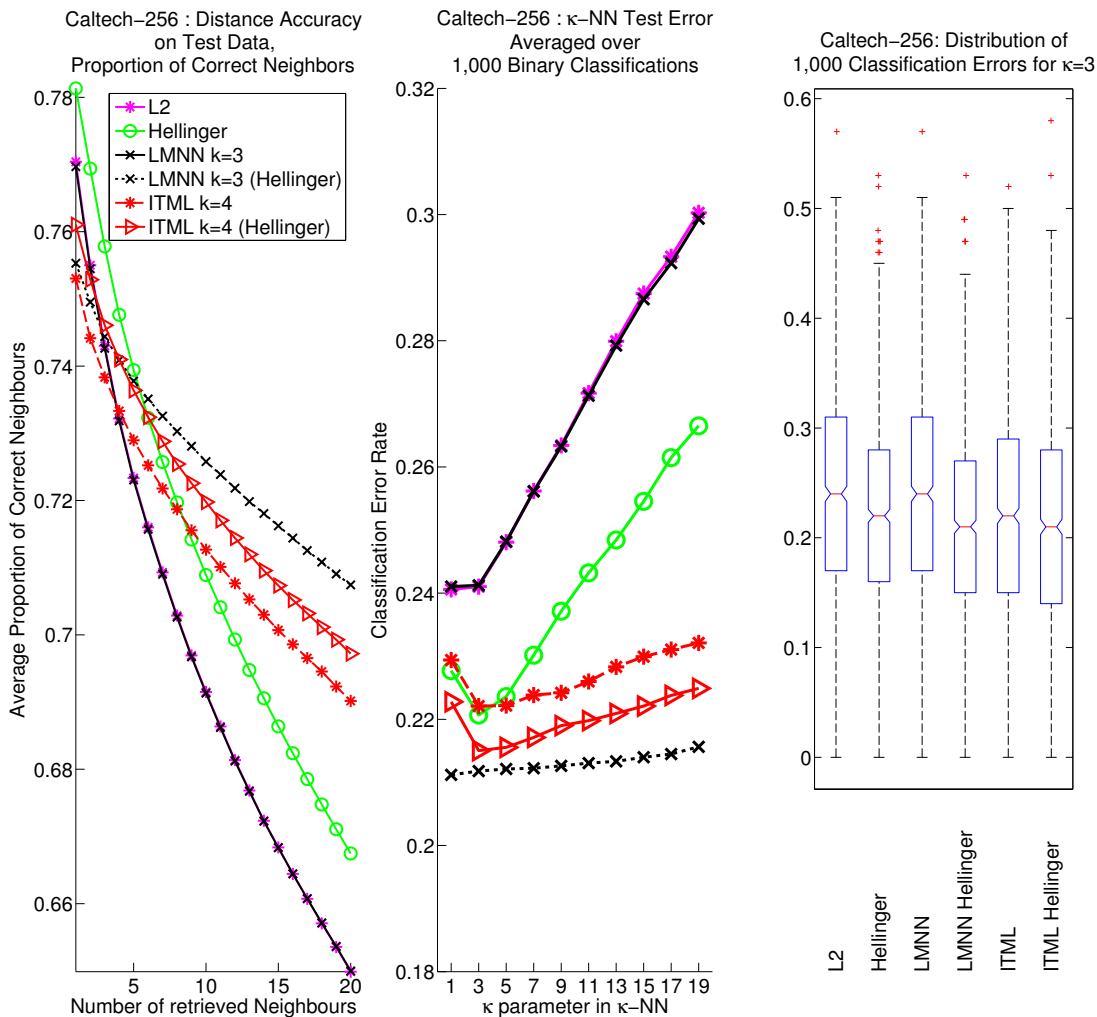 Caltech−256 : Distance Accuracy
on Test Data,
Proportion of Correct Neighbors
0.78
0.76
0.74
0.72
0.7
0.68
0.66
Average Proportion of Correct Neighbours
L2
Hellinger
LMNN k=3
LMNN k=3 (Hellinger)
ITML k=4
ITML k=4 (Hellinger)
5 10 15 20
Number of retrieved Neighbours
Caltech−256 : κ−NN Test Error
Averaged over
1,000 Binary Classifications
0.32
0.3
0.28
0.26
0.24
0.22
0.2
0.18
Classification Error Rate
1 3 5 7 9 11 13 15 17 19
κ parameter in κ−NN
Caltech−256: Distribution of
1,000 Classification Errors for κ=3
0.6
0.5
0.4
0.3
0.2
0.1
0
L2
Hellinger
LMNN
LMNN Hellinger
ITML
ITML Hellinger